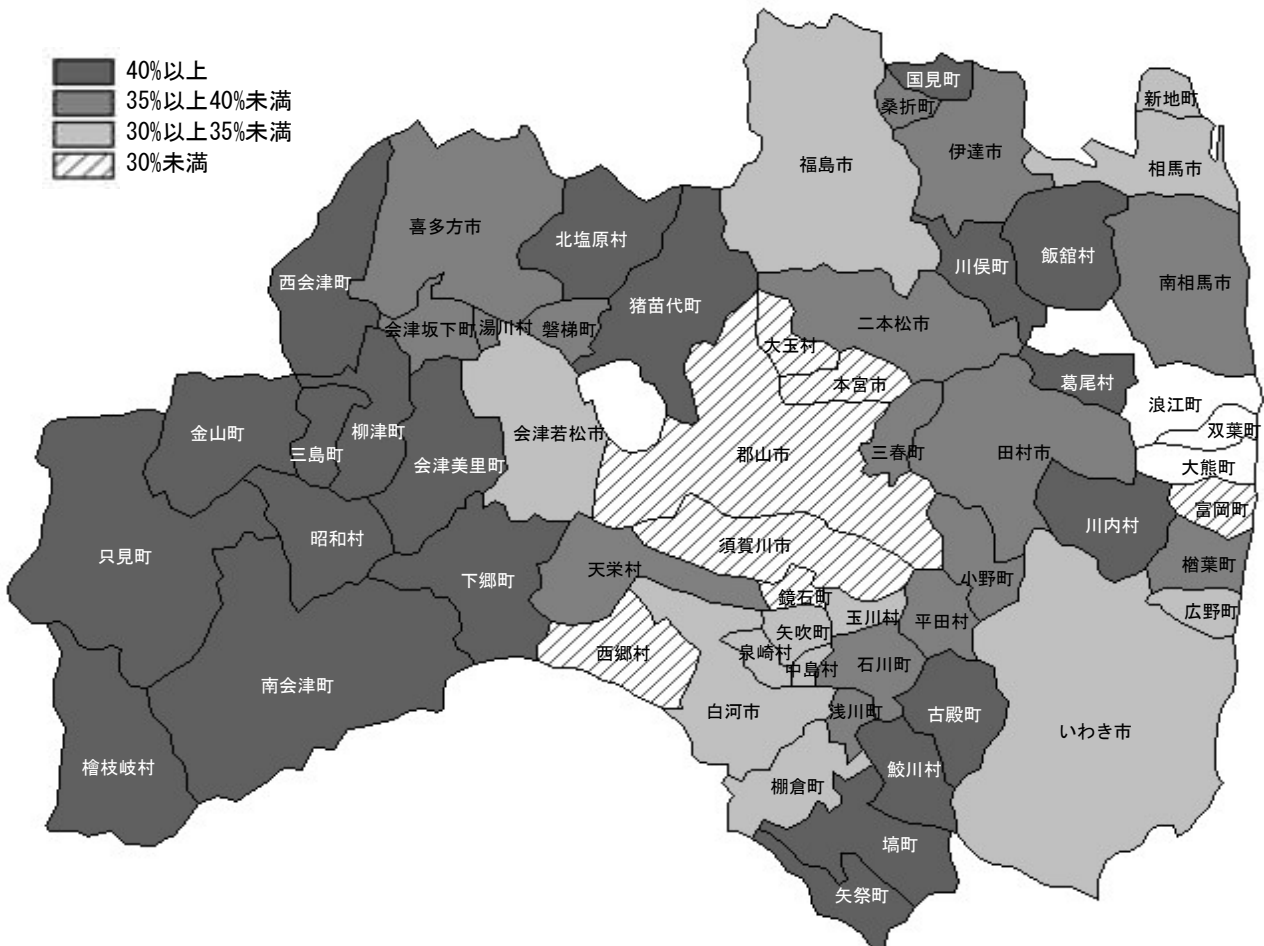 40%以上
35%以上40%未満
30%以上35%未満
30%未満
国見町
桑折町
新地町
伊達市
相馬市
福島市
喜多方市
北塩原村
川俣町
飯舘村
西会津町
南相馬市
猪苗代町
会津坂下町
湯川村
磐梯町
二本松市
大玉村
本宮市
葛尾村
浪江町
双葉町
金山町
三島町
柳津町
会津美里町
会津若松市
郡山市
三春町
田村市
大熊町
富岡町
川内村
只見町
昭和村
須賀川市
下郷町
天栄村
鏡石町
小野町
楢葉町
玉川村
平田村
広野町
矢吹町
泉崎村
中島村
石川町
西郷村
南会津町
白河市
浅川町
古殿町
いわき市
檜枝岐村
棚倉町
鮫川村
塙町
矢祭町